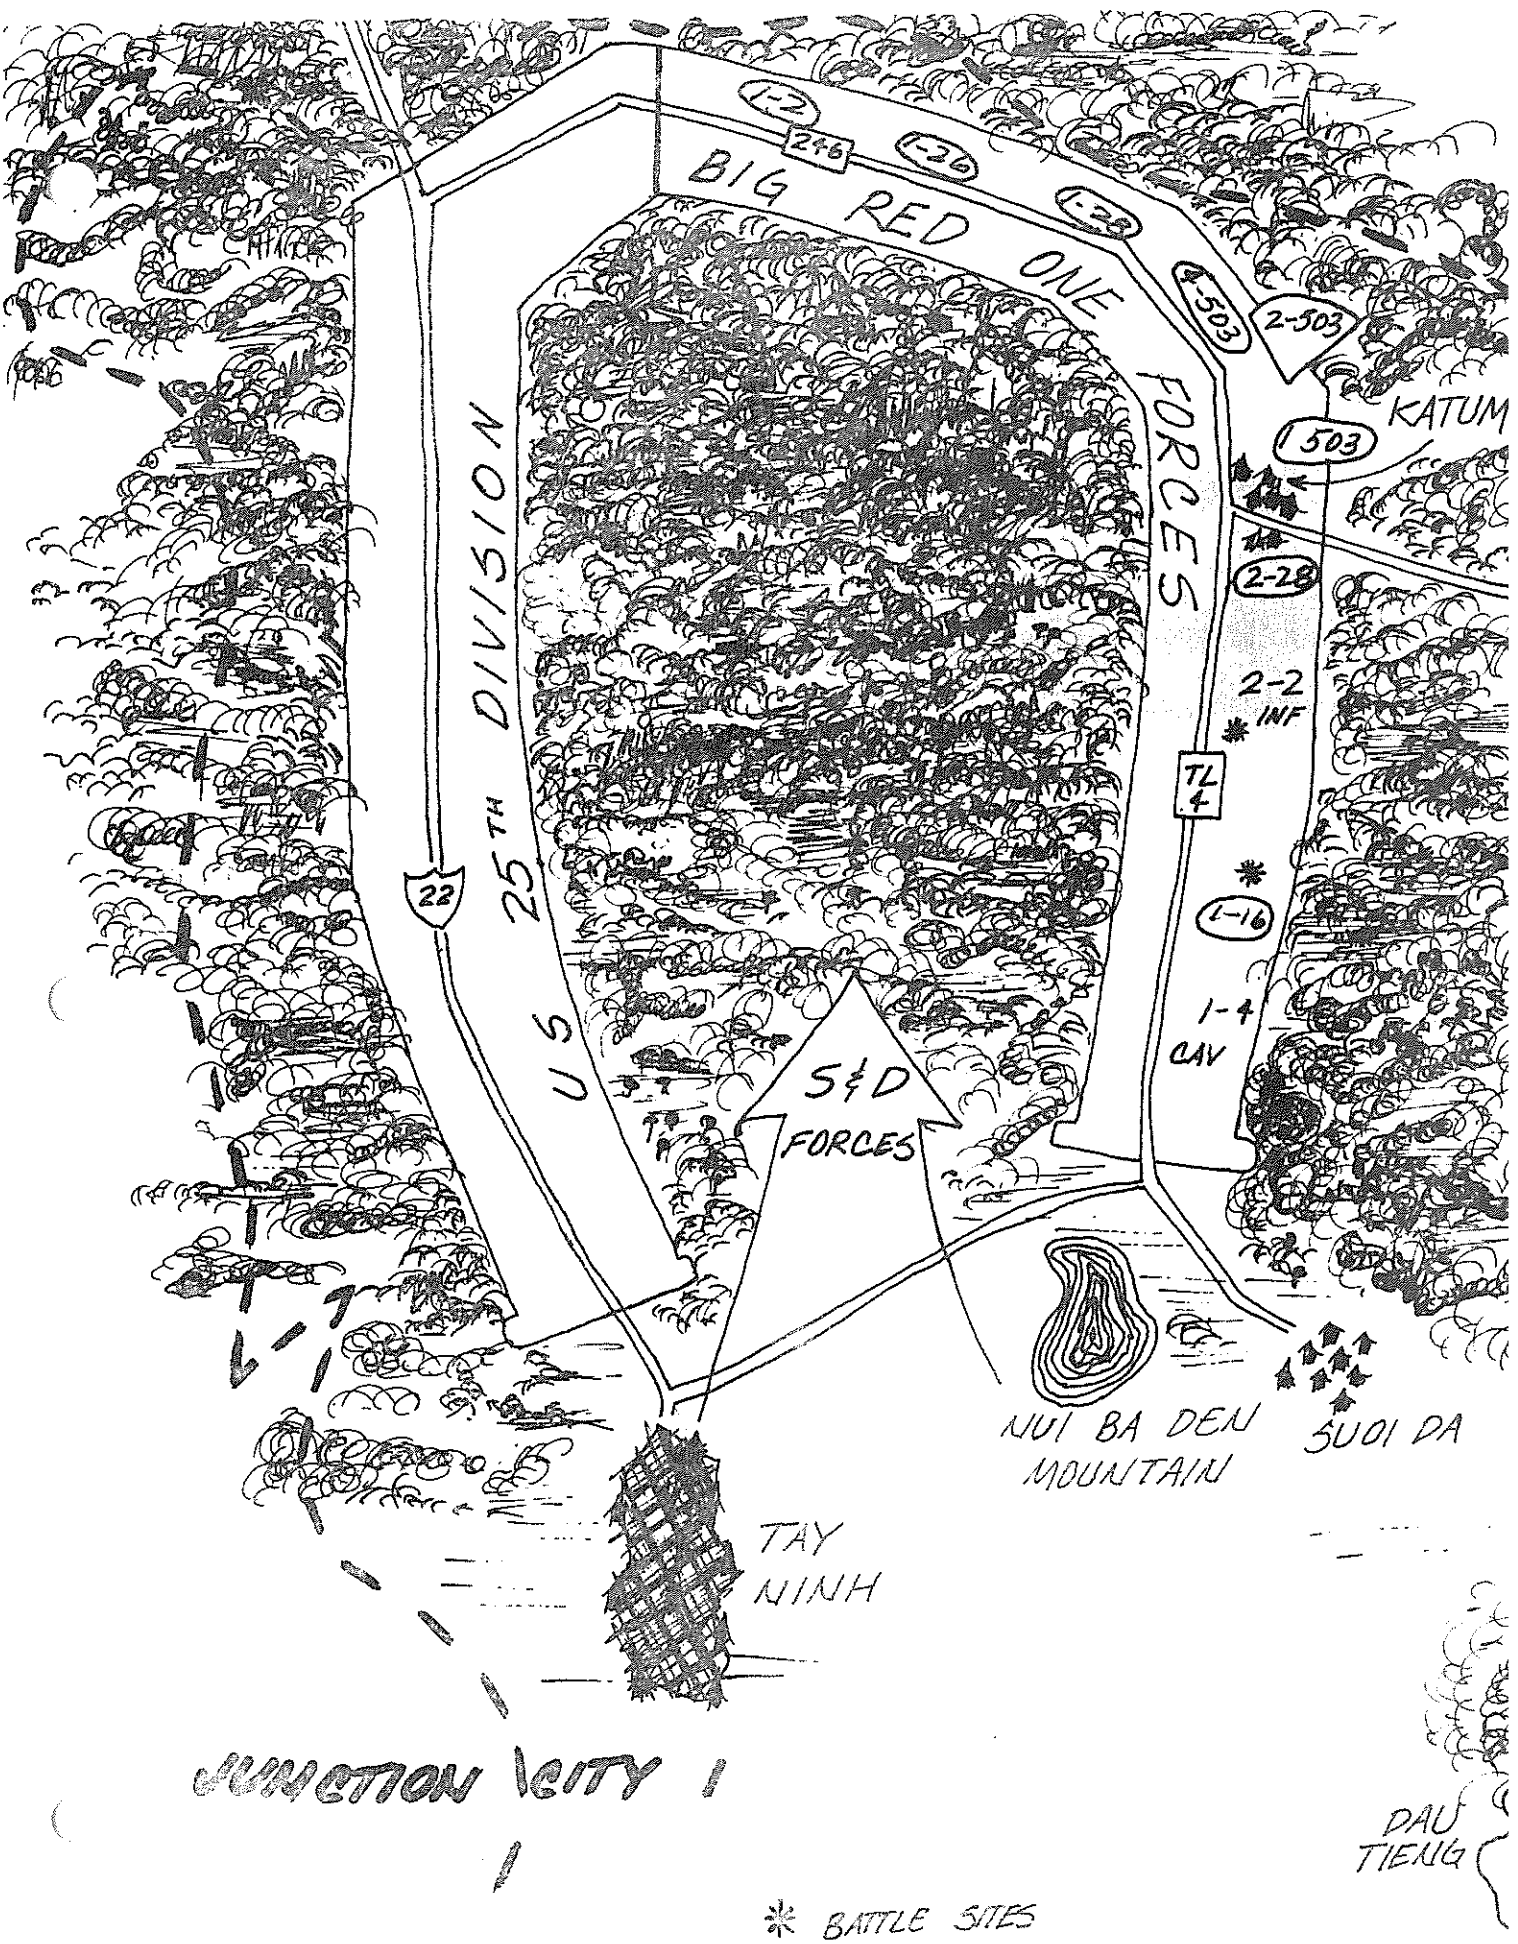 1-2
246
1-26
BIG RED ONE
FORCES
1-28
4-503
2-503
KATUM
1 503
2-28
2-2
INF
TL
4
1-16
1-4
CAV
US 25TH DIVISION
22
S&D
FORCES
NUI BA DEN
MOUNTAIN
SUOI DA
TAY
NINH
JUNCTION CITY 1
DAU
TIENG
* BATTLE SITES